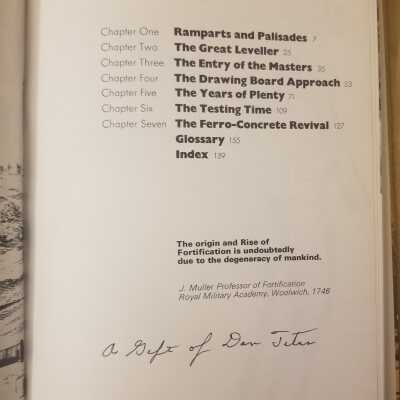 Chapter One Ramparts and Palisades 7
Chapter Two The Great Leveller 25
Chapter Three The Entry of the Masters 35
Chapter Four The Drawing Board Approach 53
Chapter Five The Years of Plenty 71
Chapter Six The Testing Time 109
Chapter Seven The Ferro-Concrete Revival 137
Glossary 155
Index 159
The origin and Rise of
Fortification is undoubtedly
due to the degeneracy of mankind.
J. Muller Professor of Fortification
Royal Military Academy, Woolwich, 1746
A Gift of Dan